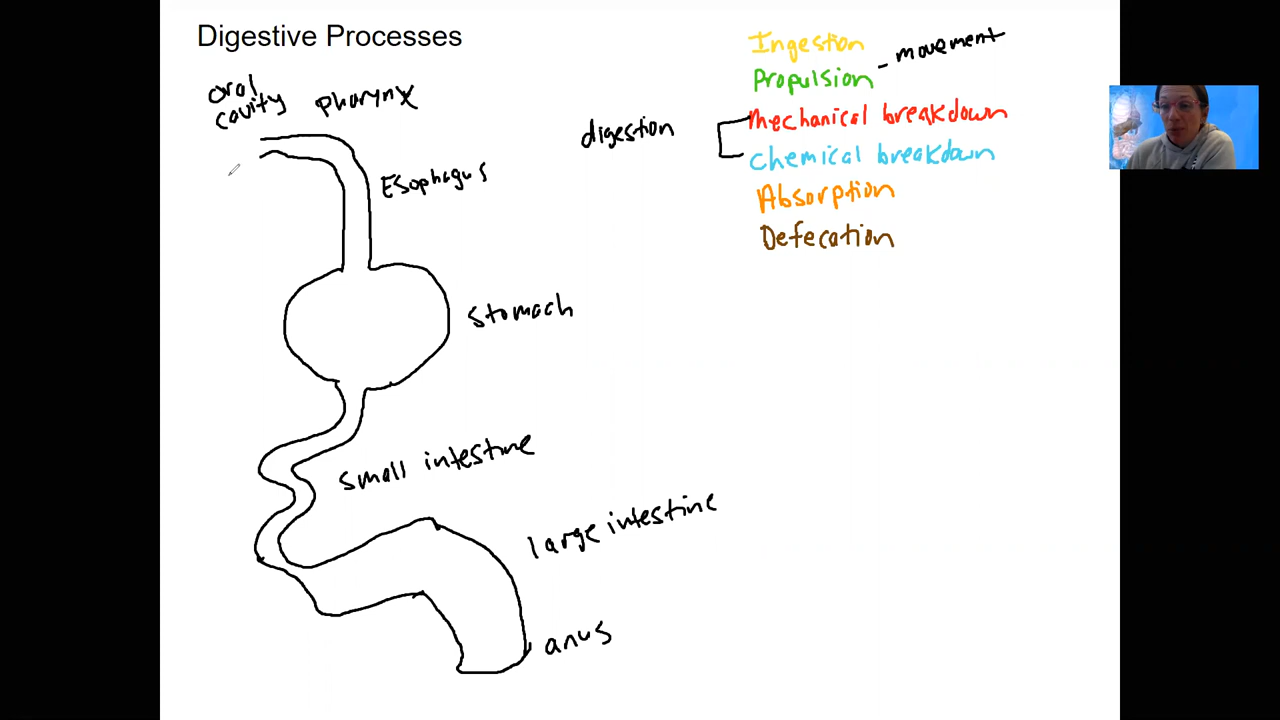 Digestive Processes
oral
cavity
pharynx
Esophagus
stomach
small intestine
large intestine
anus
Ingestion
Propulsion - movement
digestion
mechanical breakdown
chemical breakdown
Absorption
Defecation